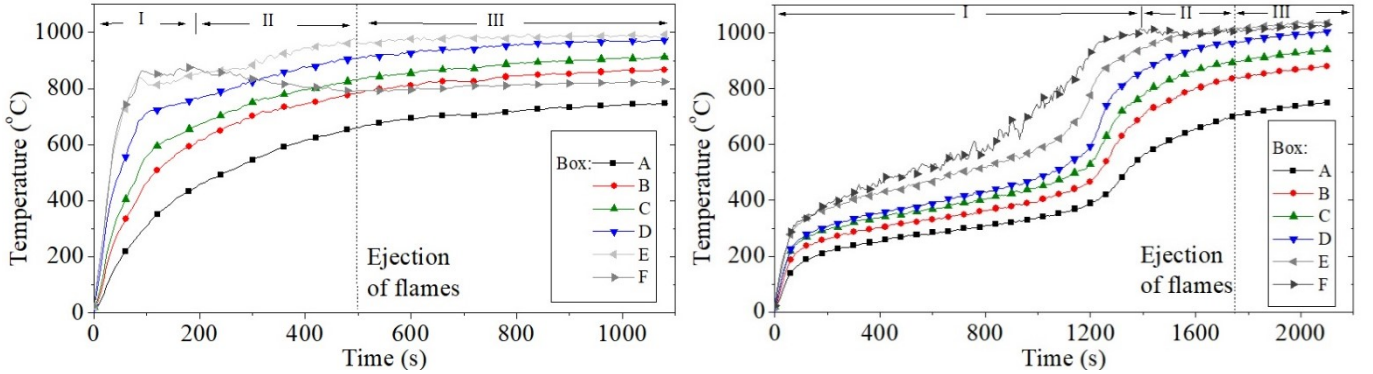 I II III
1000
800
600
400
200
0
Temperature (°C)
0 200 400 600 800 1000
Time (s)
Ejection
of flames
Box: A
B
C
D
E
F
I II III
1000
800
600
400
200
0
Temperature (°C)
0 400 800 1200 1600 2000
Time (s)
Ejection
of flames
Box:
A
B
C
D
E
F